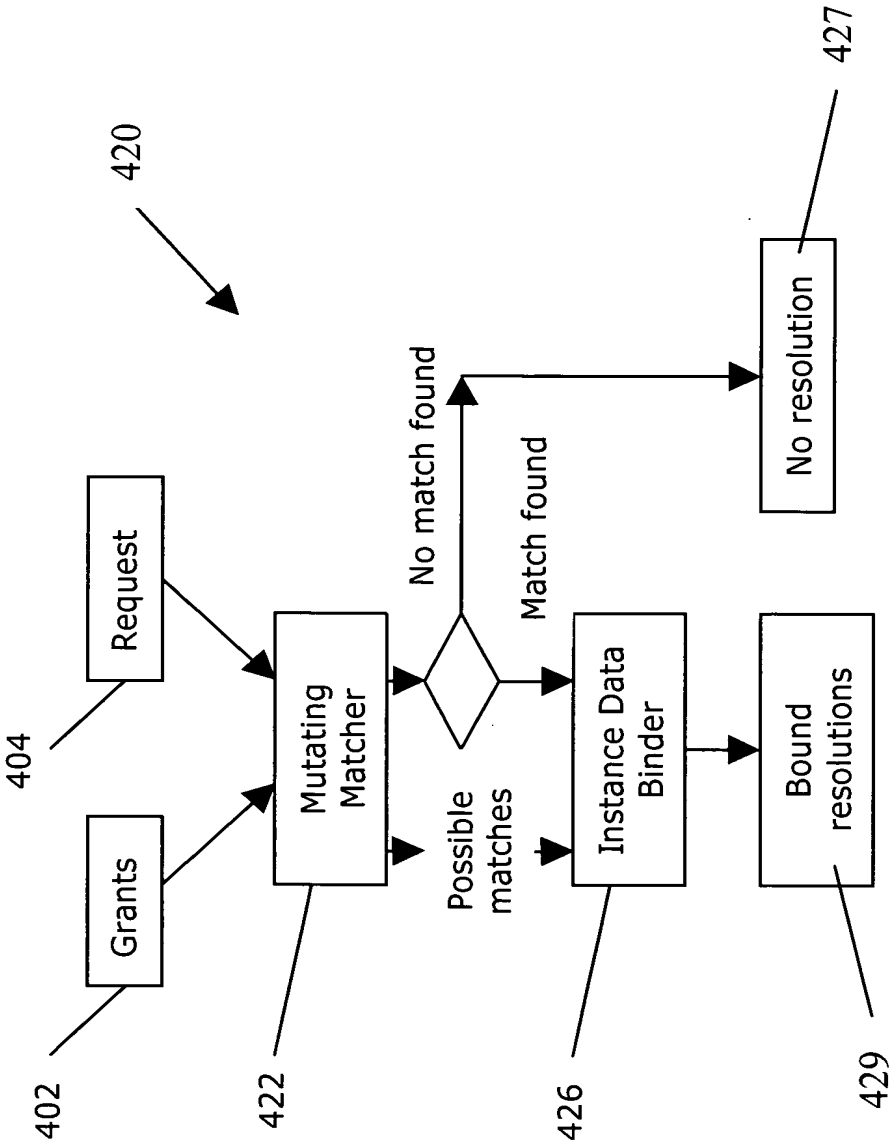 420
402
Grants
404
Request
422
Mutating
Matcher
No match found
Possible
matches
Match found
426
Instance Data
Binder
427
No resolution
429
Bound
resolutions